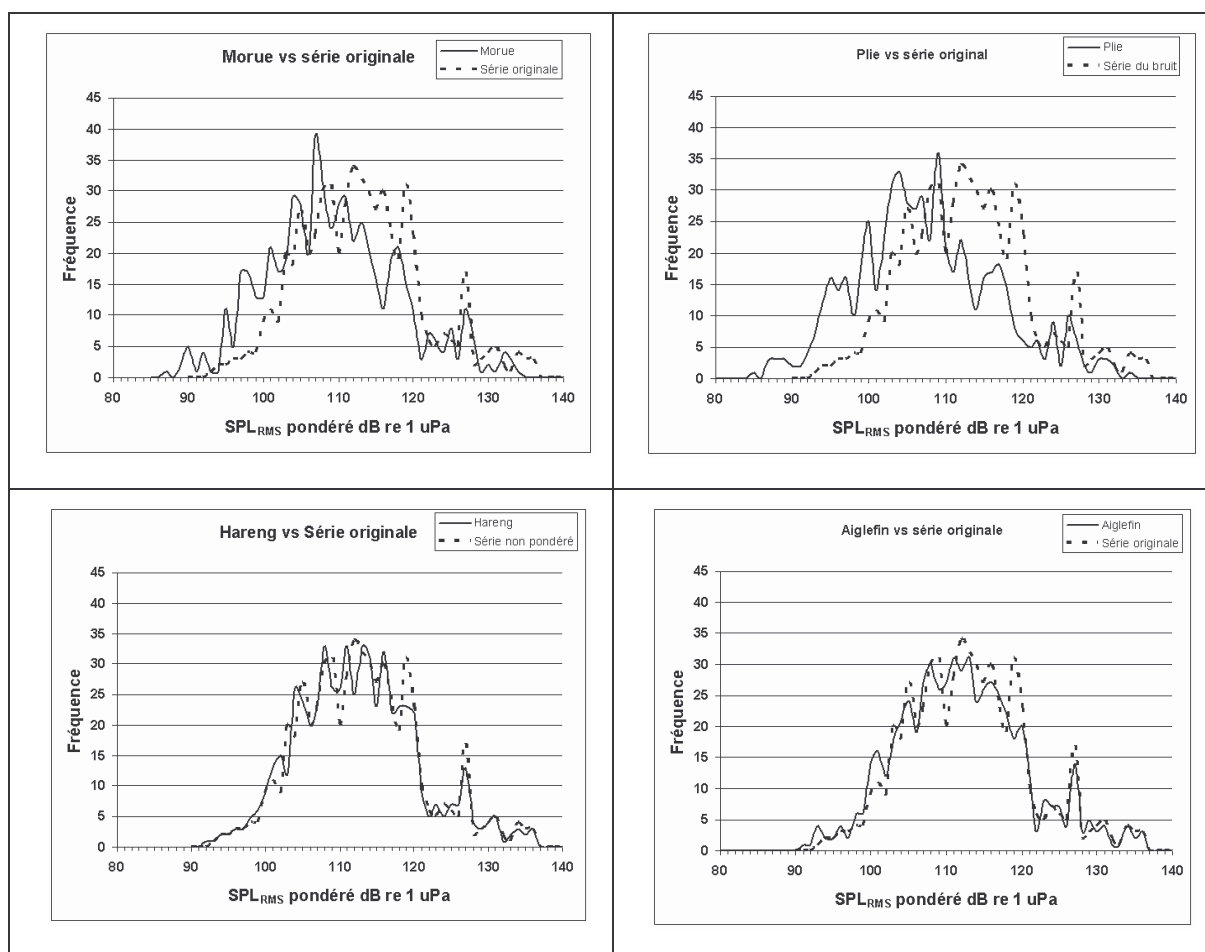 Morue vs série originale
Morue
Série originale
45
40
35
30
25
20
15
10
5
0
Fréquence
90 100 110 120 130 140
SPLRMS pondéré dB re 1 uPa
Plie vs série original
Plie
Série du bruit
45
40
35
30
25
20
15
10
5
0
Fréquence
80 90 100 110 120 130 140
SPLRMS pondéré dB re 1 uPa
Hareng vs Série originale
Hareng
Série non pondéré
45
40
35
30
25
20
15
10
5
0
Fréquence
80 90 100 110 120 130 140
SPLRMS pondéré dB re 1 uPa
Aiglefin vs série originale
Aiglefin
Série originale
45
40
35
30
25
20
15
10
5
0
Fréquence
80 90 100 110 120 130 140
SPLRMS pondéré dB re 1 uPa